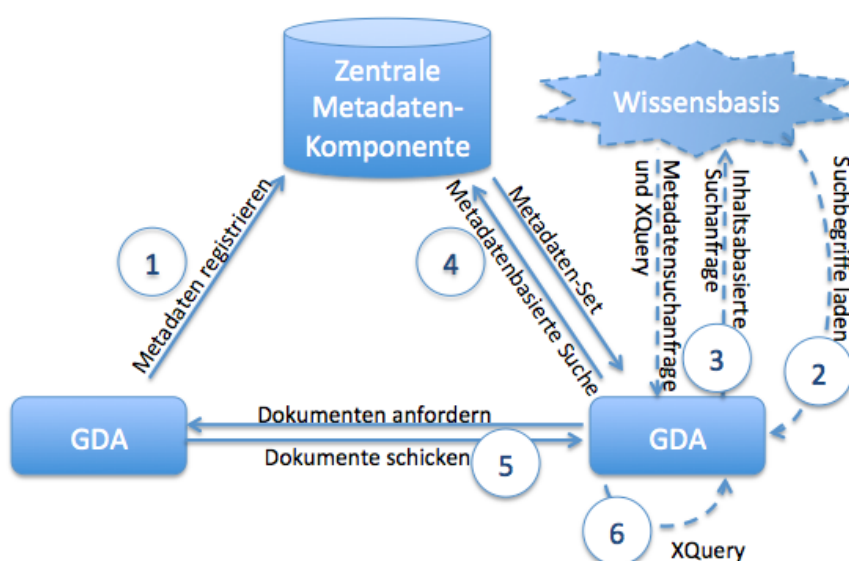 Zentrale
Metadaten-
Komponente
Wissensbasis
1
Metadaten registrieren
4
Metadatenbasierte Suche
Metadaten-Set
Metadatensuchanfrage
und XQuery
Inhaltsabasierte
Suchanfrage
3
Suchbegriffe laden
2
GDA
Dokumenten anfordern
Dokumente schicken
5
GDA
6
XQuery